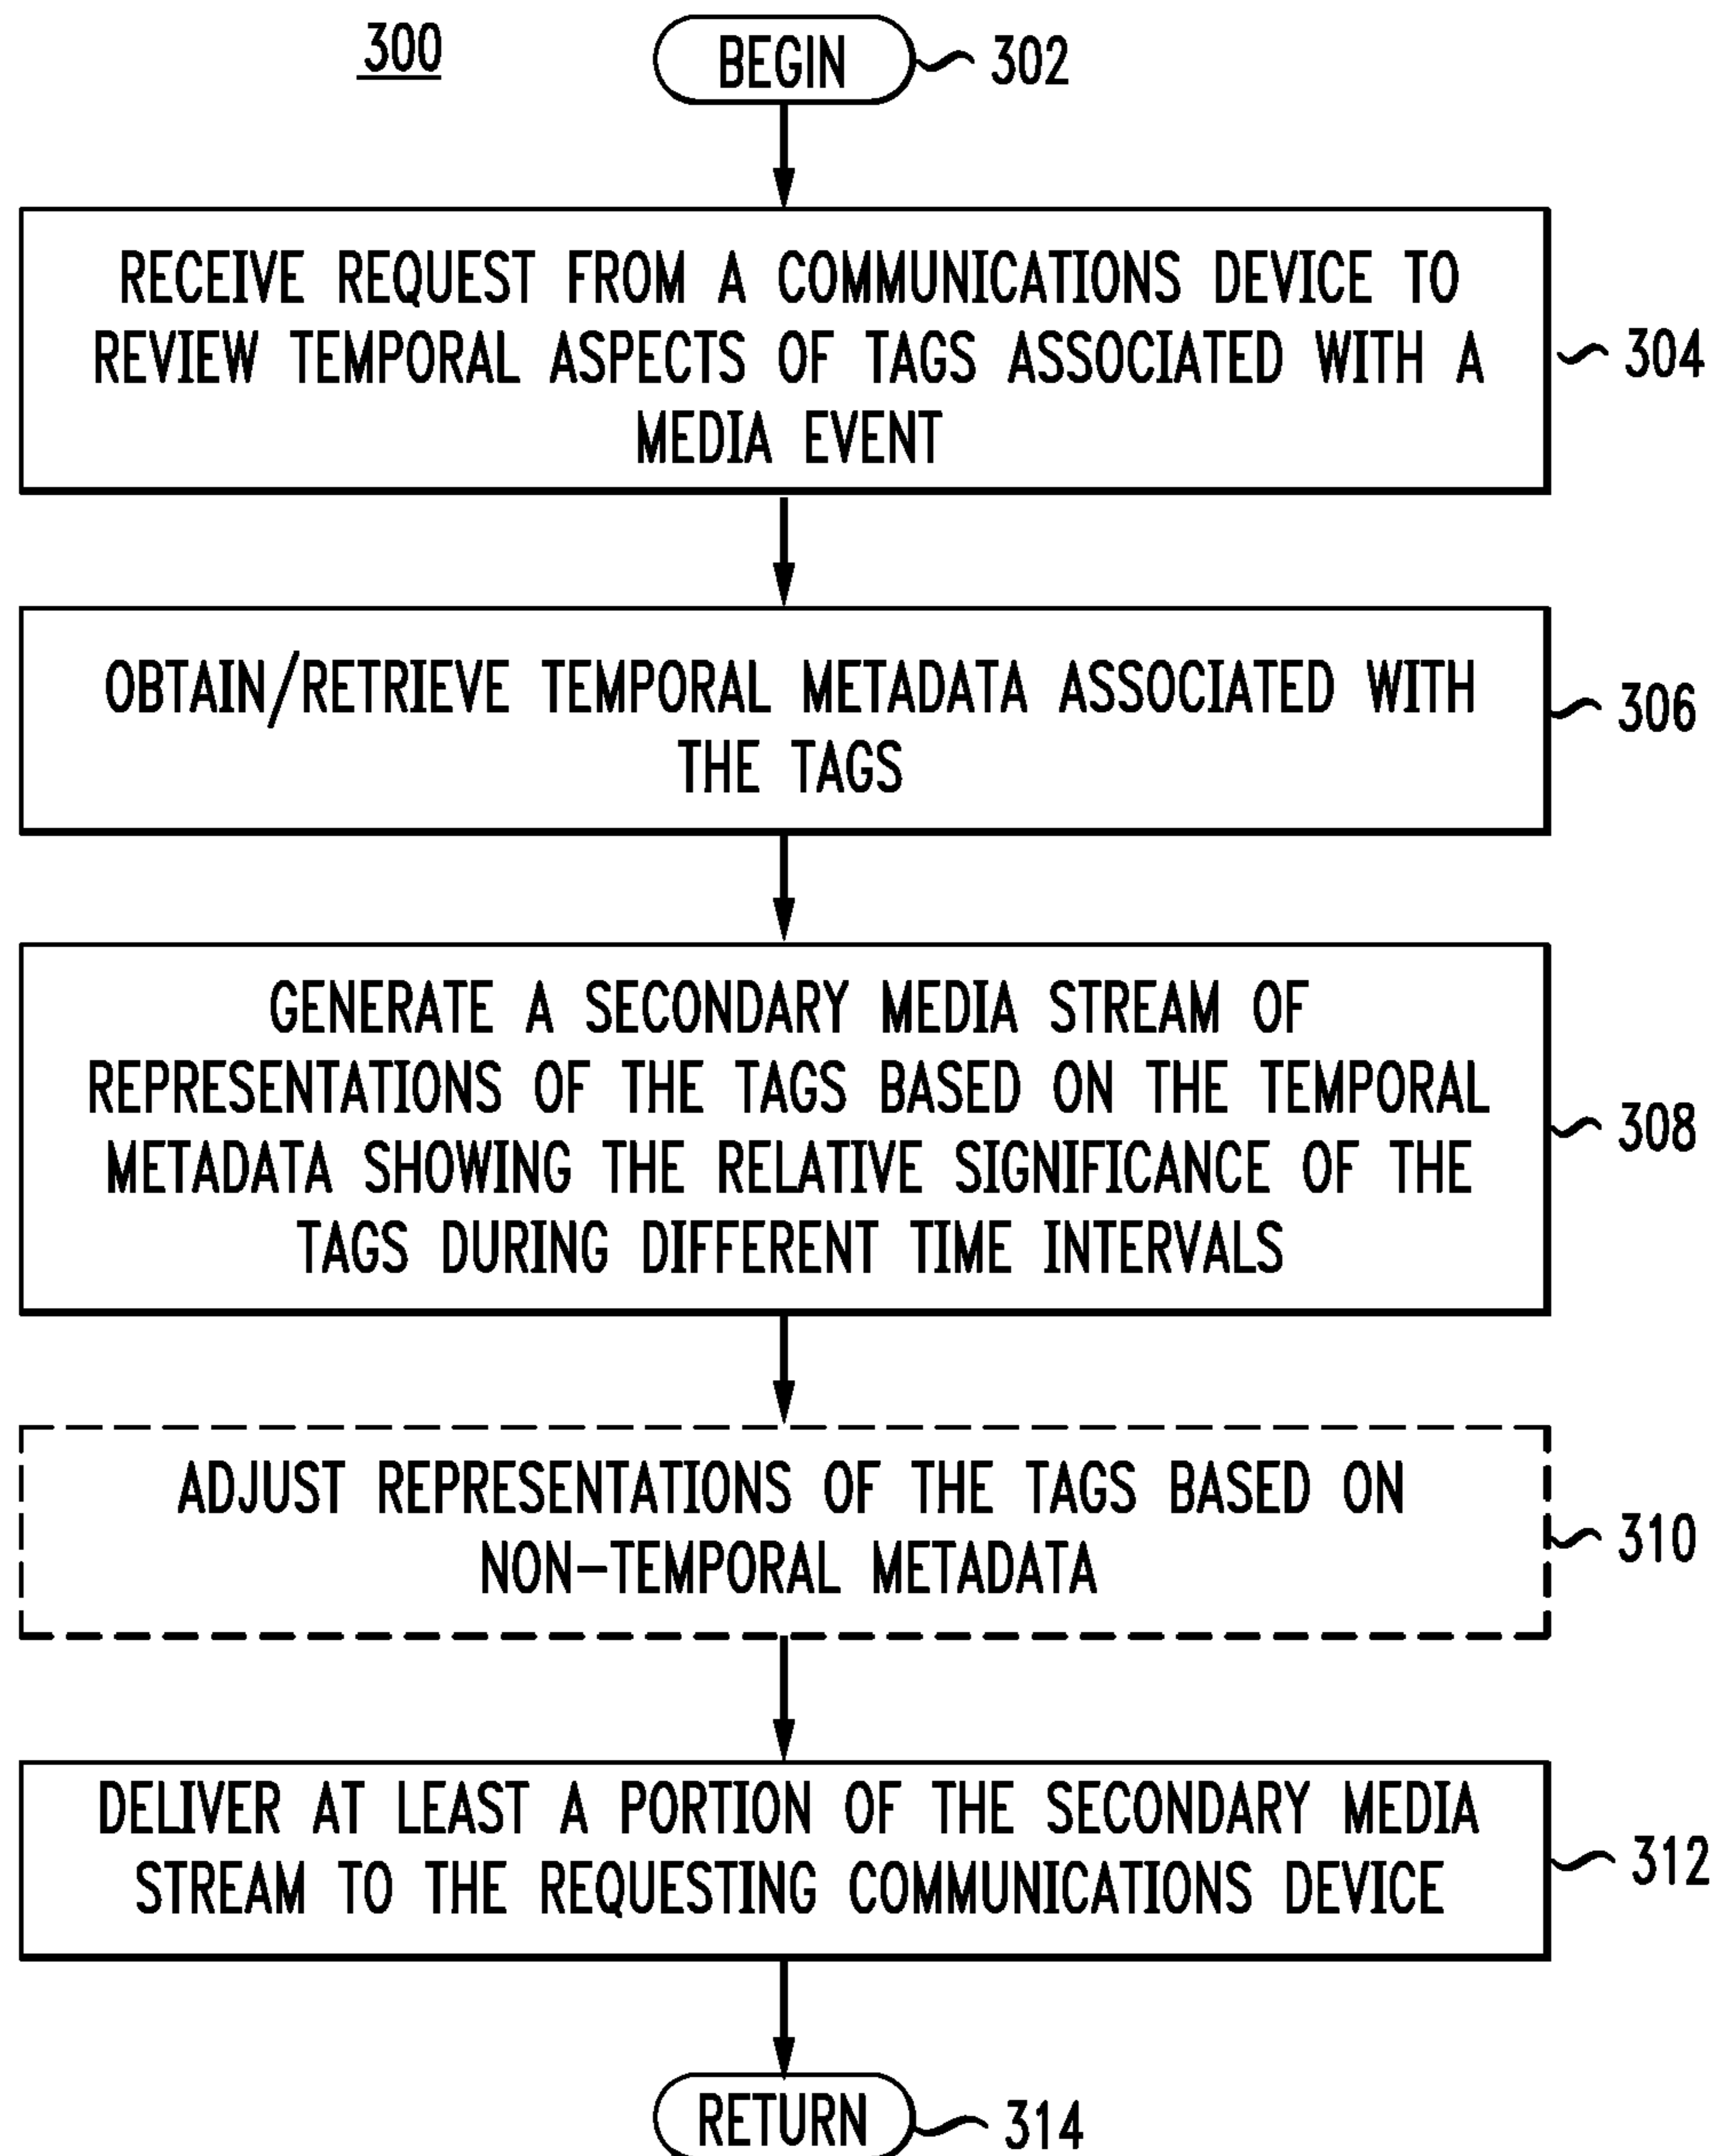 300
BEGIN
302
RECEIVE REQUEST FROM A COMMUNICATIONS DEVICE TO
REVIEW TEMPORAL ASPECTS OF TAGS ASSOCIATED WITH A
MEDIA EVENT
304
OBTAIN/RETRIEVE TEMPORAL METADATA ASSOCIATED WITH
THE TAGS
306
GENERATE A SECONDARY MEDIA STREAM OF
REPRESENTATIONS OF THE TAGS BASED ON THE TEMPORAL
METADATA SHOWING THE RELATIVE SIGNIFICANCE OF THE
TAGS DURING DIFFERENT TIME INTERVALS
308
ADJUST REPRESENTATIONS OF THE TAGS BASED ON
NON-TEMPORAL METADATA
310
DELIVER AT LEAST A PORTION OF THE SECONDARY MEDIA
STREAM TO THE REQUESTING COMMUNICATIONS DEVICE
312
RETURN
314